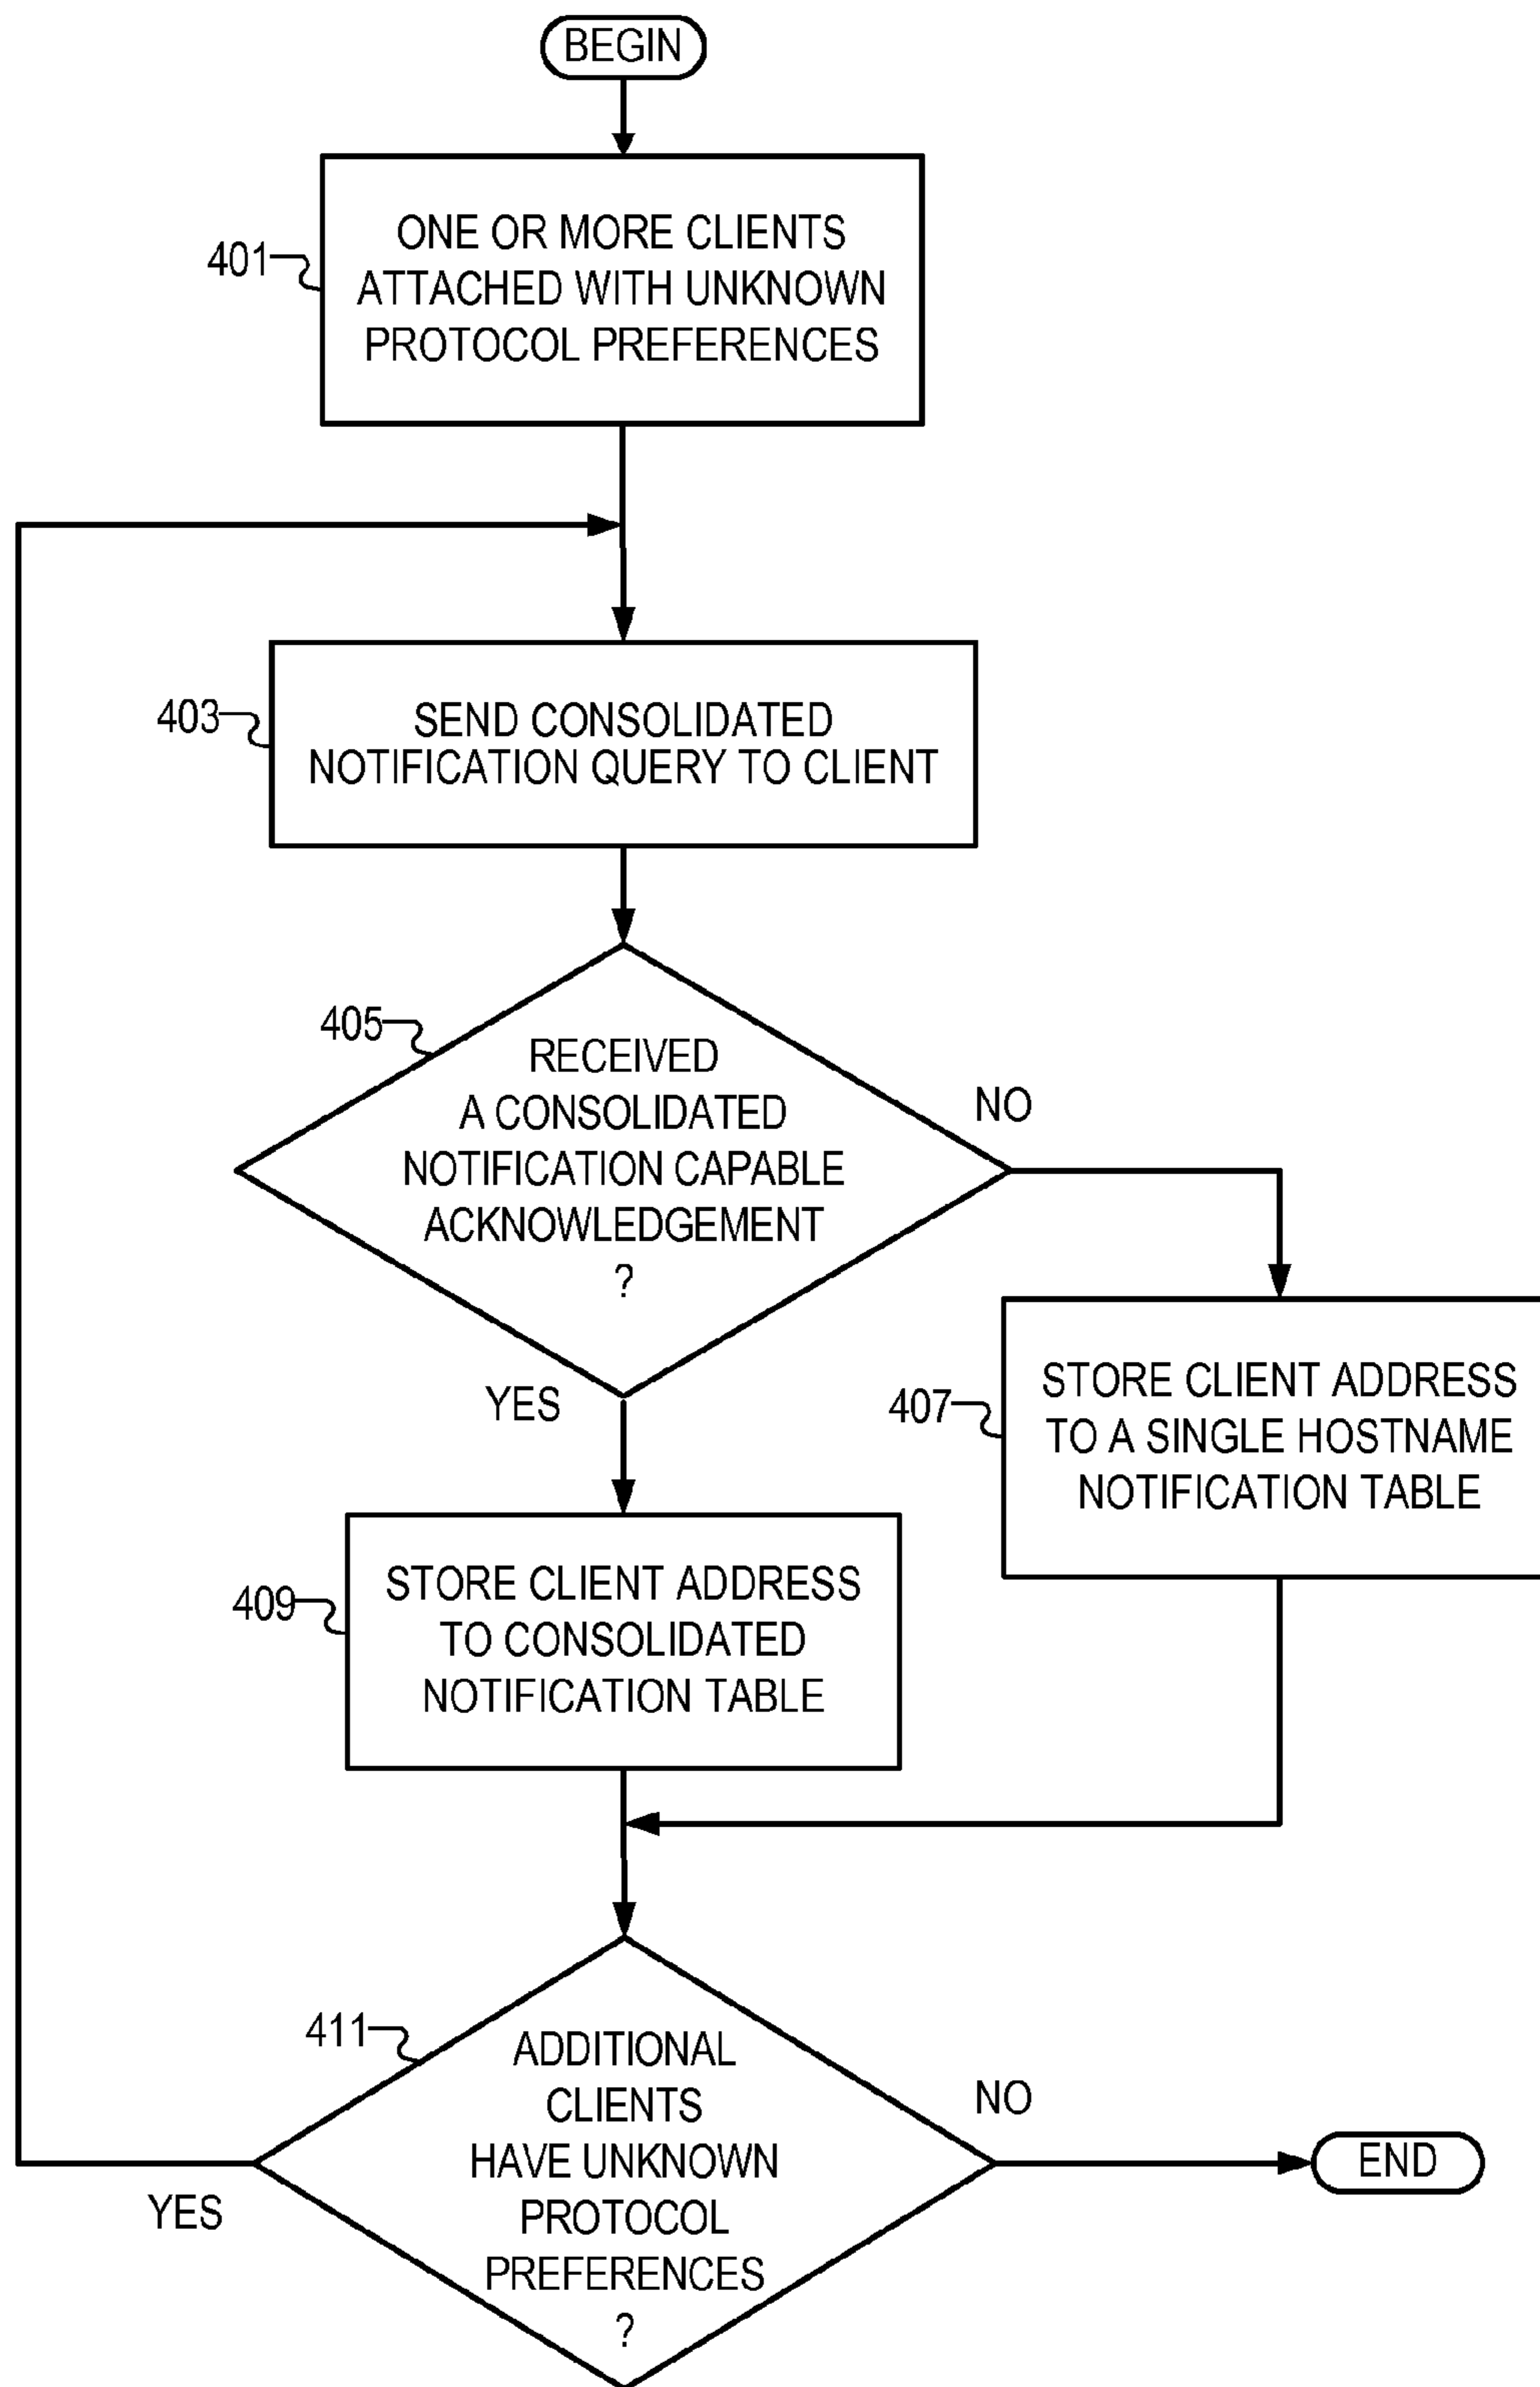 BEGIN
401
ONE OR MORE CLIENTS
ATTACHED WITH UNKNOWN
PROTOCOL PREFERENCES
403
SEND CONSOLIDATED
NOTIFICATION QUERY TO CLIENT
405
RECEIVED
A CONSOLIDATED
NOTIFICATION CAPABLE
ACKNOWLEDGEMENT
?
NO
YES
407
STORE CLIENT ADDRESS
TO A SINGLE HOSTNAME
NOTIFICATION TABLE
409
STORE CLIENT ADDRESS
TO CONSOLIDATED
NOTIFICATION TABLE
411
ADDITIONAL
CLIENTS
HAVE UNKNOWN
PROTOCOL
PREFERENCES
?
NO
YES
END